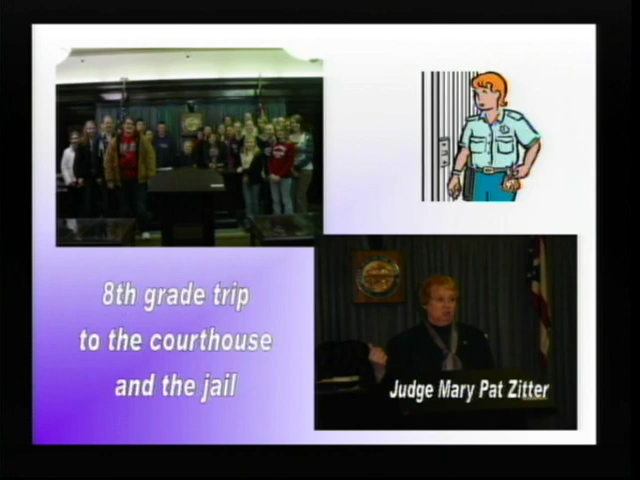 8th grade trip
to the courthouse
and the jail
Judge Mary Pat Zitter